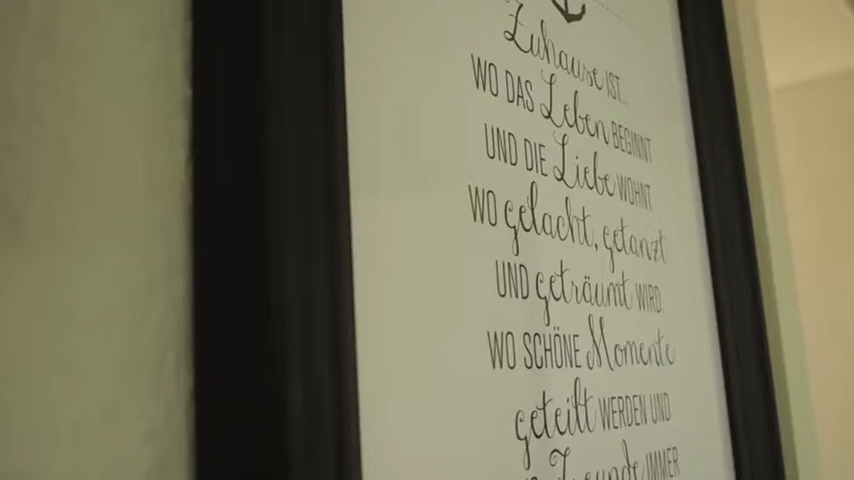 Zuhause IST...
WO DAS Leben BEGINNT
UND DIE Liebe WOHNT
WO gelacht, getanzt
UND geträumt WIRD.
WO SCHÖNE Momente
geteilt WERDEN UND
Freunde IMMER